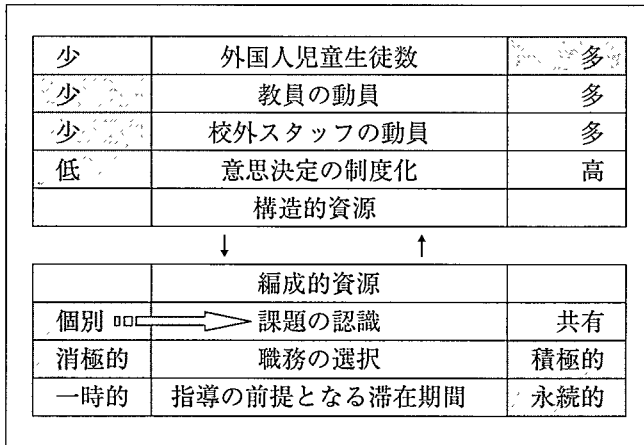 少 外国人児童生徒数 多
少 教員の動員 多
少 校外スタッフの動員 多
低 意思決定の制度化 高
構造的資源
↓ ↑
編成的資源
個別 課題の認識 共有
消極的 職務の選択 積極的
一時的 指導の前提となる滞在期間 永続的